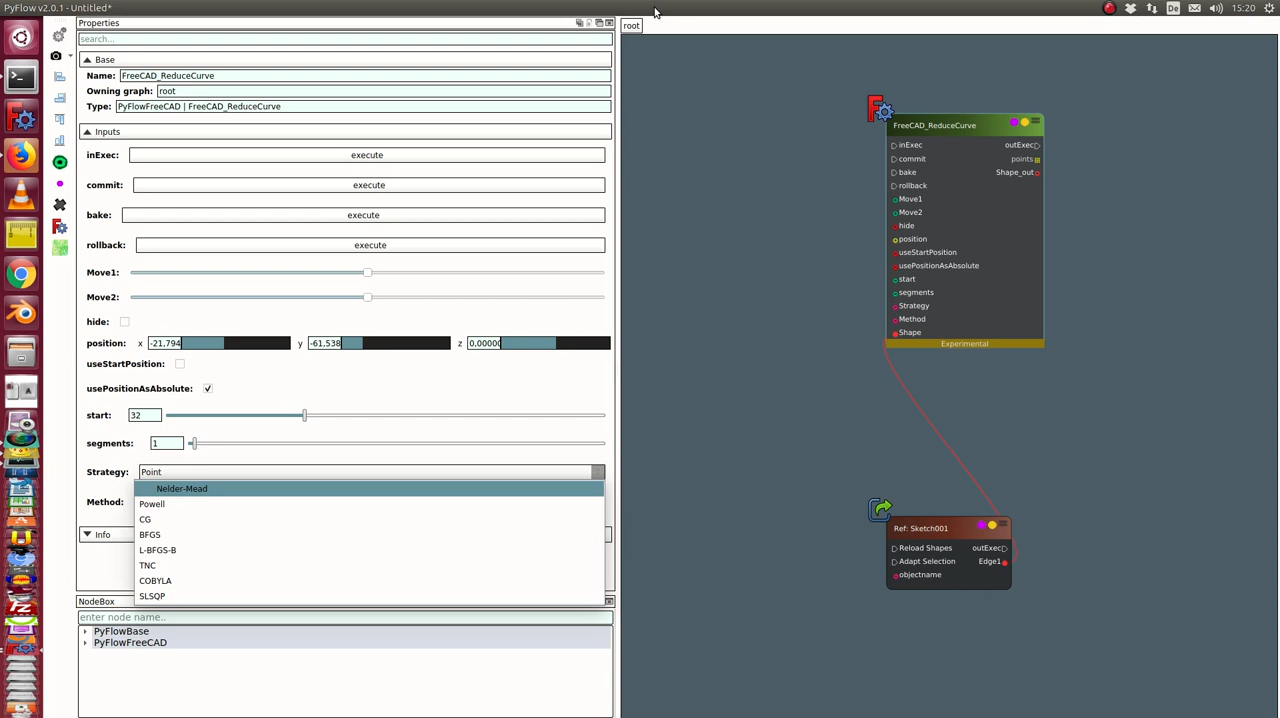 PyFlow v2.0.1 - Untitled*
De
15:20
Properties
search...
Base
Name: FreeCAD_ReduceCurve
Owning graph: root
Type: PyFlowFreeCAD | FreeCAD_ReduceCurve
Inputs
inExec: execute
commit: execute
bake: execute
rollback: execute
Move1:
Move2:
hide:
position: x -21,794 y -61,538 z 0,00000
useStartPosition:
usePositionAsAbsolute:
start: 32
segments: 1
Strategy: Point
Method:
Nelder-Mead
Powell
CG
BFGS
L-BFGS-B
TNC
COBYLA
SLSQP
Info
NodeBox
enter node name..
PyFlowBase
PyFlowFreeCAD
root
FreeCAD_ReduceCurve
inExec outExec
commit points
bake Shape_out
rollback
Move1
Move2
hide
position
useStartPosition
usePositionAsAbsolute
start
segments
Strategy
Method
Shape
Experimental
Ref: Sketch001
Reload Shapes outExec
Adapt Selection Edge1
objectname